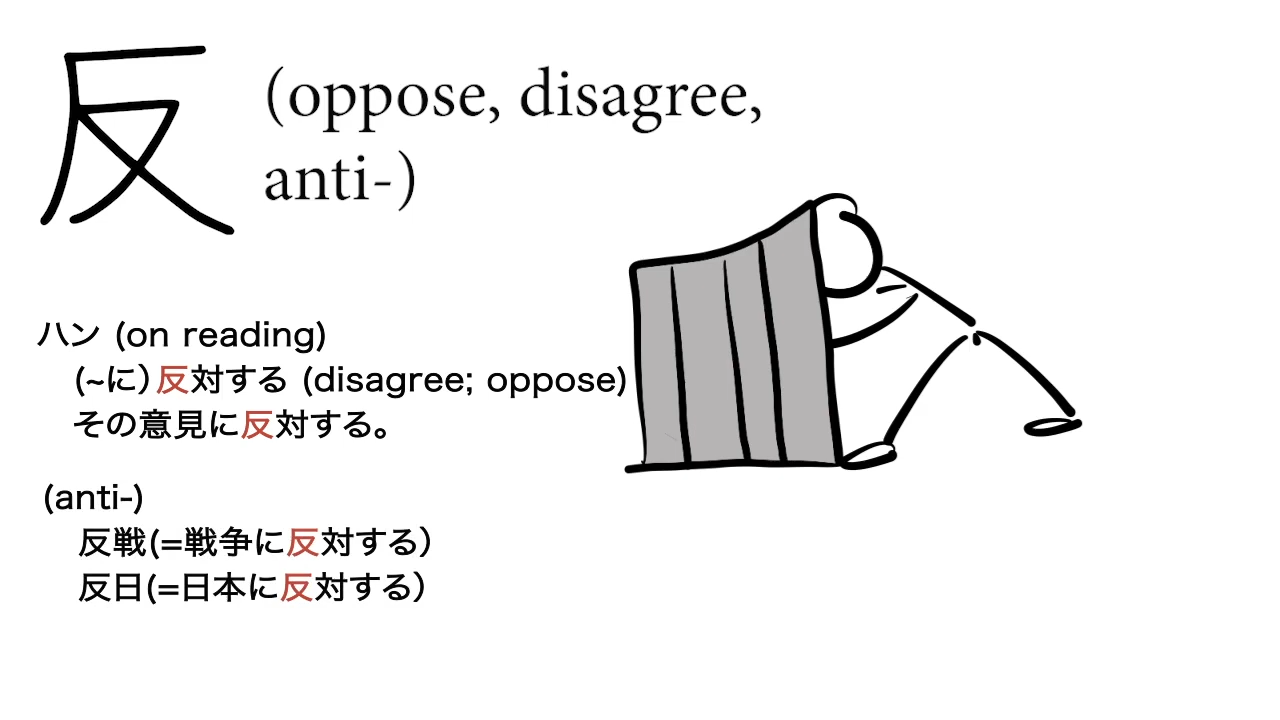 反
(oppose, disagree,
anti-)
ハン (on reading)
(~に)反対する (disagree; oppose)
その意見に反対する。
(anti-)
反戦(=戦争に反対する）
反日(=日本に反対する）